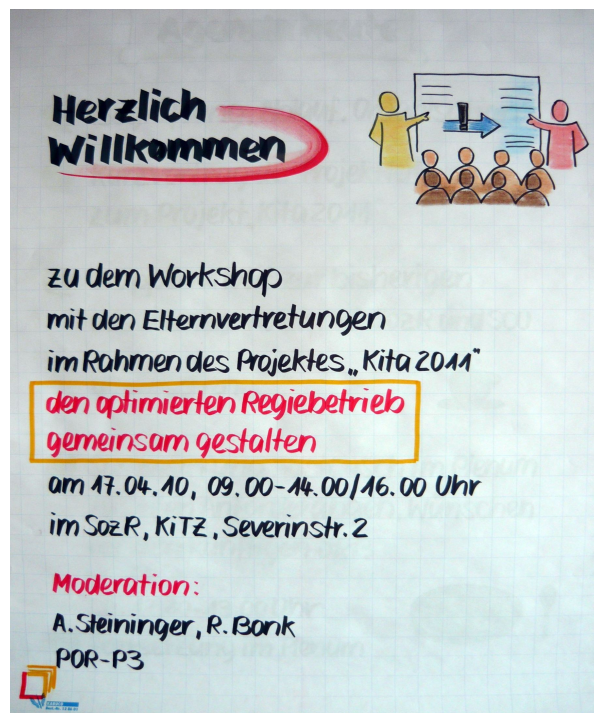 Herzlich
Willkommen
!
zu dem Workshop
mit den Elternvertretungen
im Rahmen des Projektes „Kita 2011"
den optimierten Regiebetrieb
gemeinsam gestalten
am 17.04.10, 09.00-14.00/16.00 Uhr
im SozR, KiTZ, Severinstr. 2
Moderation:
A. Steininger, R. Bonk
POR-P3